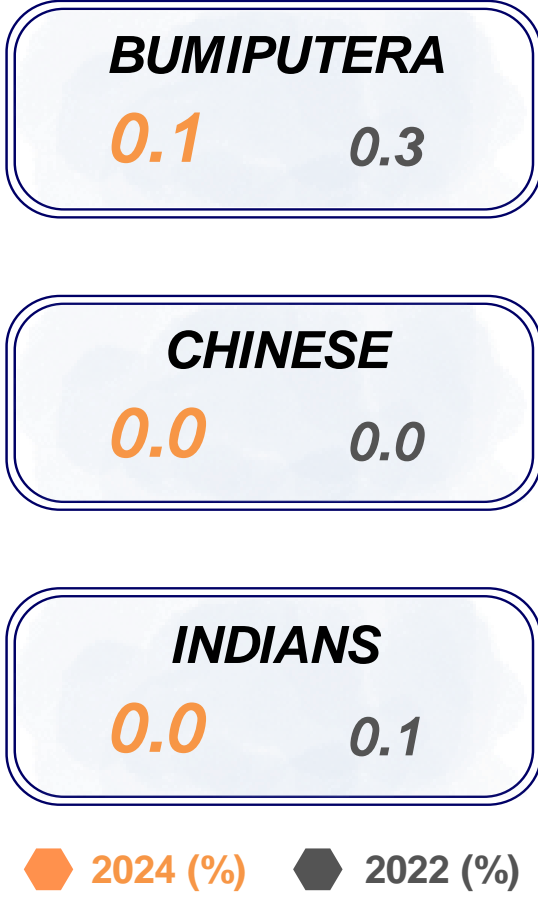 BUMIPUTERA
0.1 0.3
CHINESE
0.0 0.0
INDIANS
0.0 0.1
2024 (%) 2022 (%)